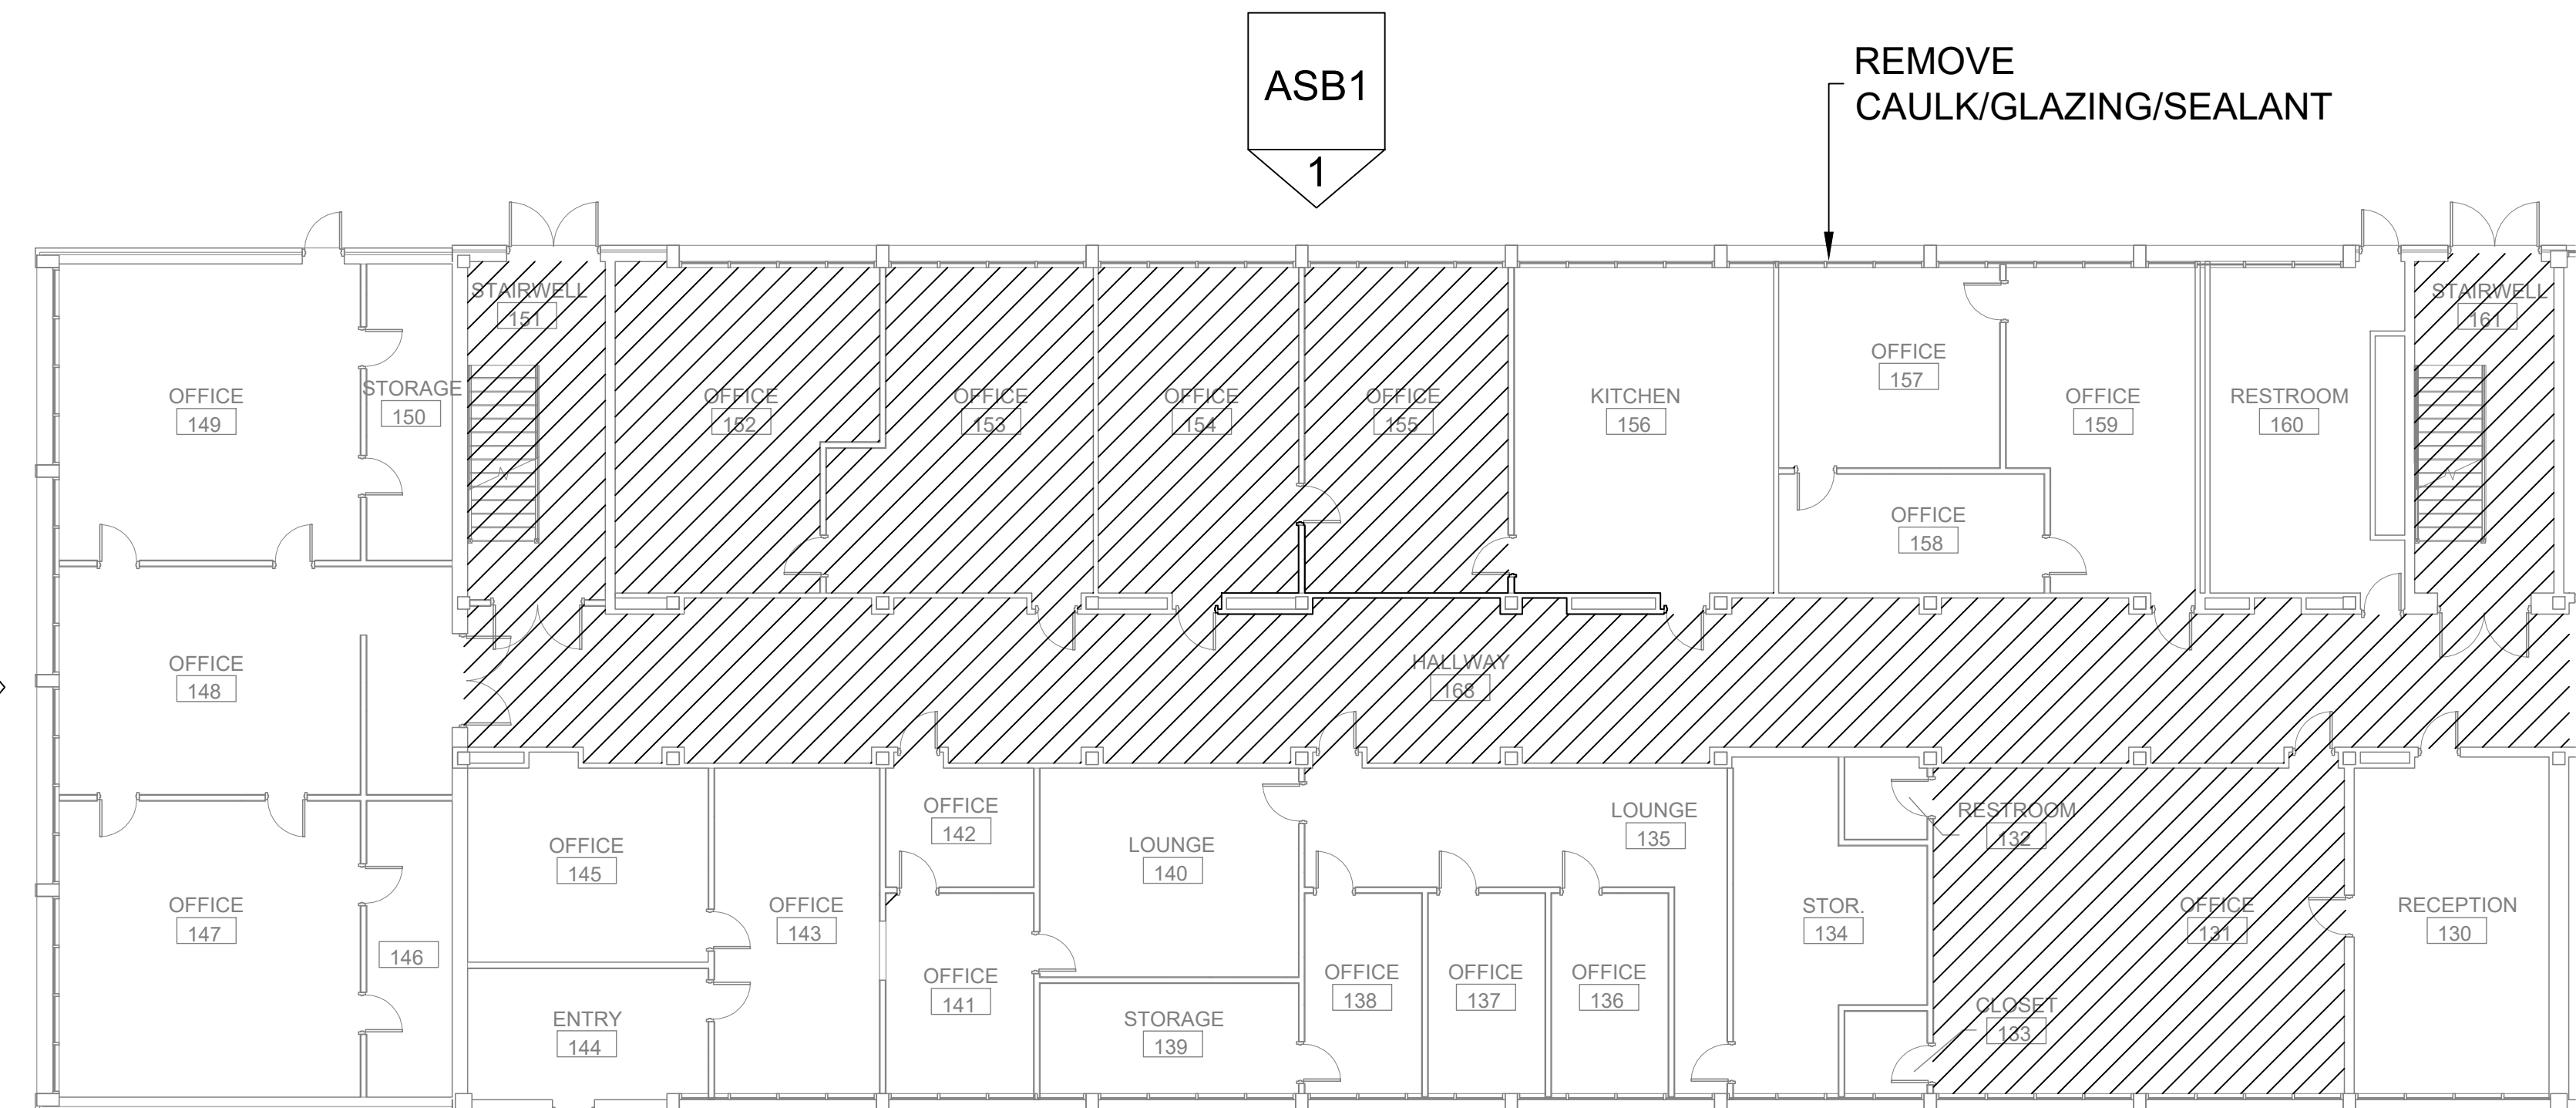 ASB1
1
REMOVE
CAULK/GLAZING/SEALANT
STAIRWELL
151
STAIRWELL
161
OFFICE
149
STORAGE
150
OFFICE
152
OFFICE
153
OFFICE
154
OFFICE
155
KITCHEN
156
OFFICE
157
OFFICE
158
OFFICE
159
RESTROOM
160
OFFICE
148
HALLWAY
168
OFFICE
147
146
OFFICE
145
ENTRY
144
OFFICE
143
OFFICE
142
OFFICE
141
LOUNGE
140
STORAGE
139
OFFICE
138
OFFICE
137
OFFICE
136
LOUNGE
135
STOR.
134
RESTROOM
132
CLOSET
133
OFFICE
131
RECEPTION
130